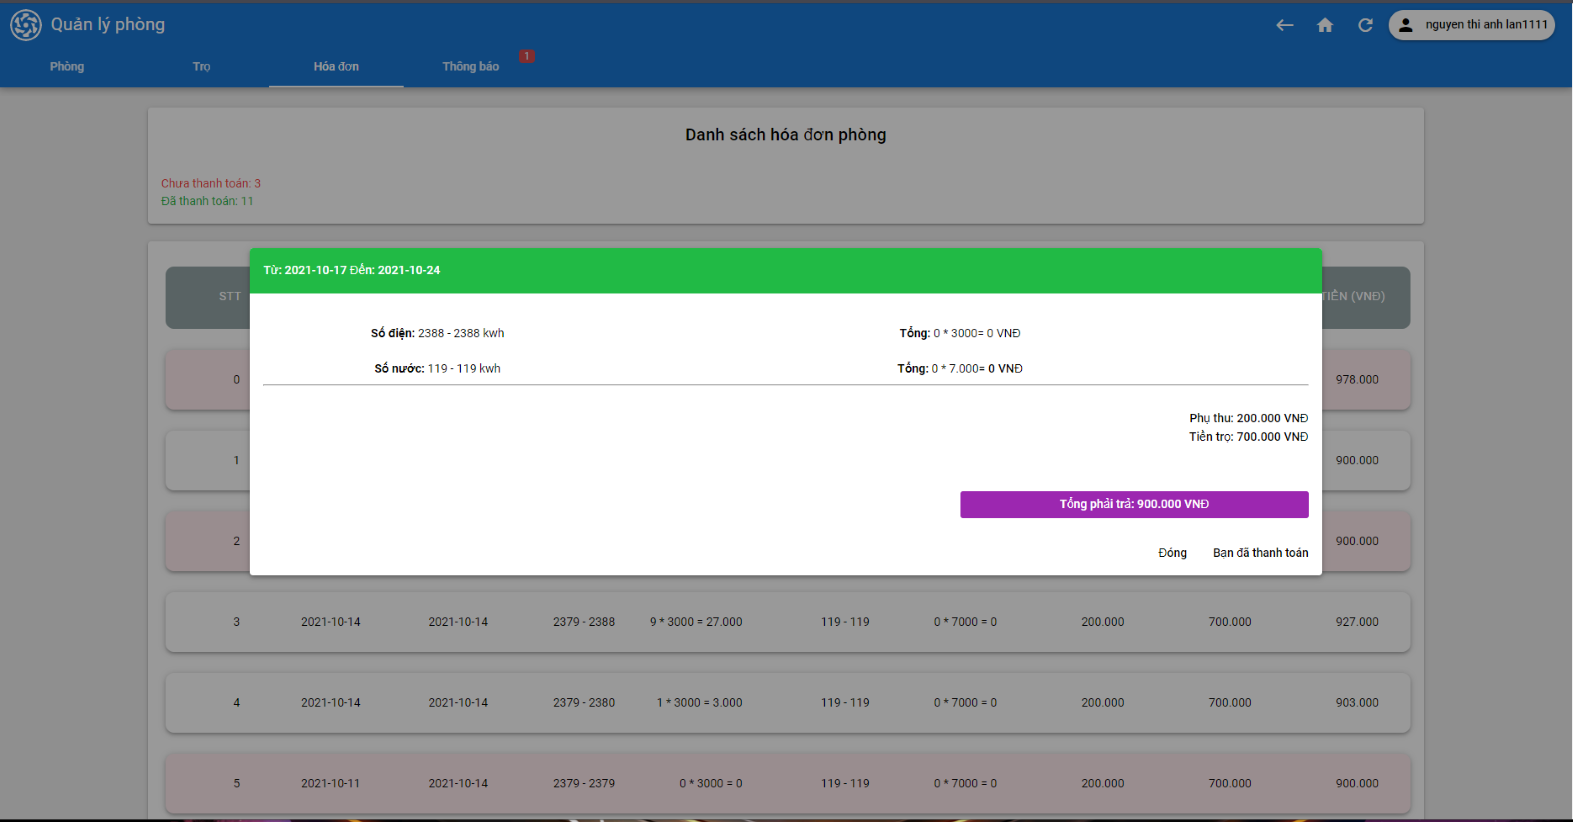 Quản lý phòng
nguyen thi anh lan1111
Phòng Trọ Hóa đơn Thông báo 1
Danh sách hóa đơn phòng
Chưa thanh toán: 3
Đã thanh toán: 11
Từ: 2021-10-17 Đến: 2021-10-24
STT TIỀN (VNĐ)
Số điện: 2388 - 2388 kwh Tổng: 0 * 3000= 0 VNĐ
Số nước: 119 - 119 kwh Tổng: 0 * 7.000= 0 VNĐ
0 978.000
Phụ thu: 200.000 VNĐ
Tiền trọ: 700.000 VNĐ
1 900.000
Tổng phải trả: 900.000 VNĐ
2 900.000
Đóng Bạn đã thanh toán
3 2021-10-14 2021-10-14 2379 - 2388 9 * 3000 = 27.000 119 - 119 0 * 7000 = 0 200.000 700.000 927.000
4 2021-10-14 2021-10-14 2379 - 2380 1 * 3000 = 3.000 119 - 119 0 * 7000 = 0 200.000 700.000 903.000
5 2021-10-11 2021-10-14 2379 - 2379 0 * 3000 = 0 119 - 119 0 * 7000 = 0 200.000 700.000 900.000